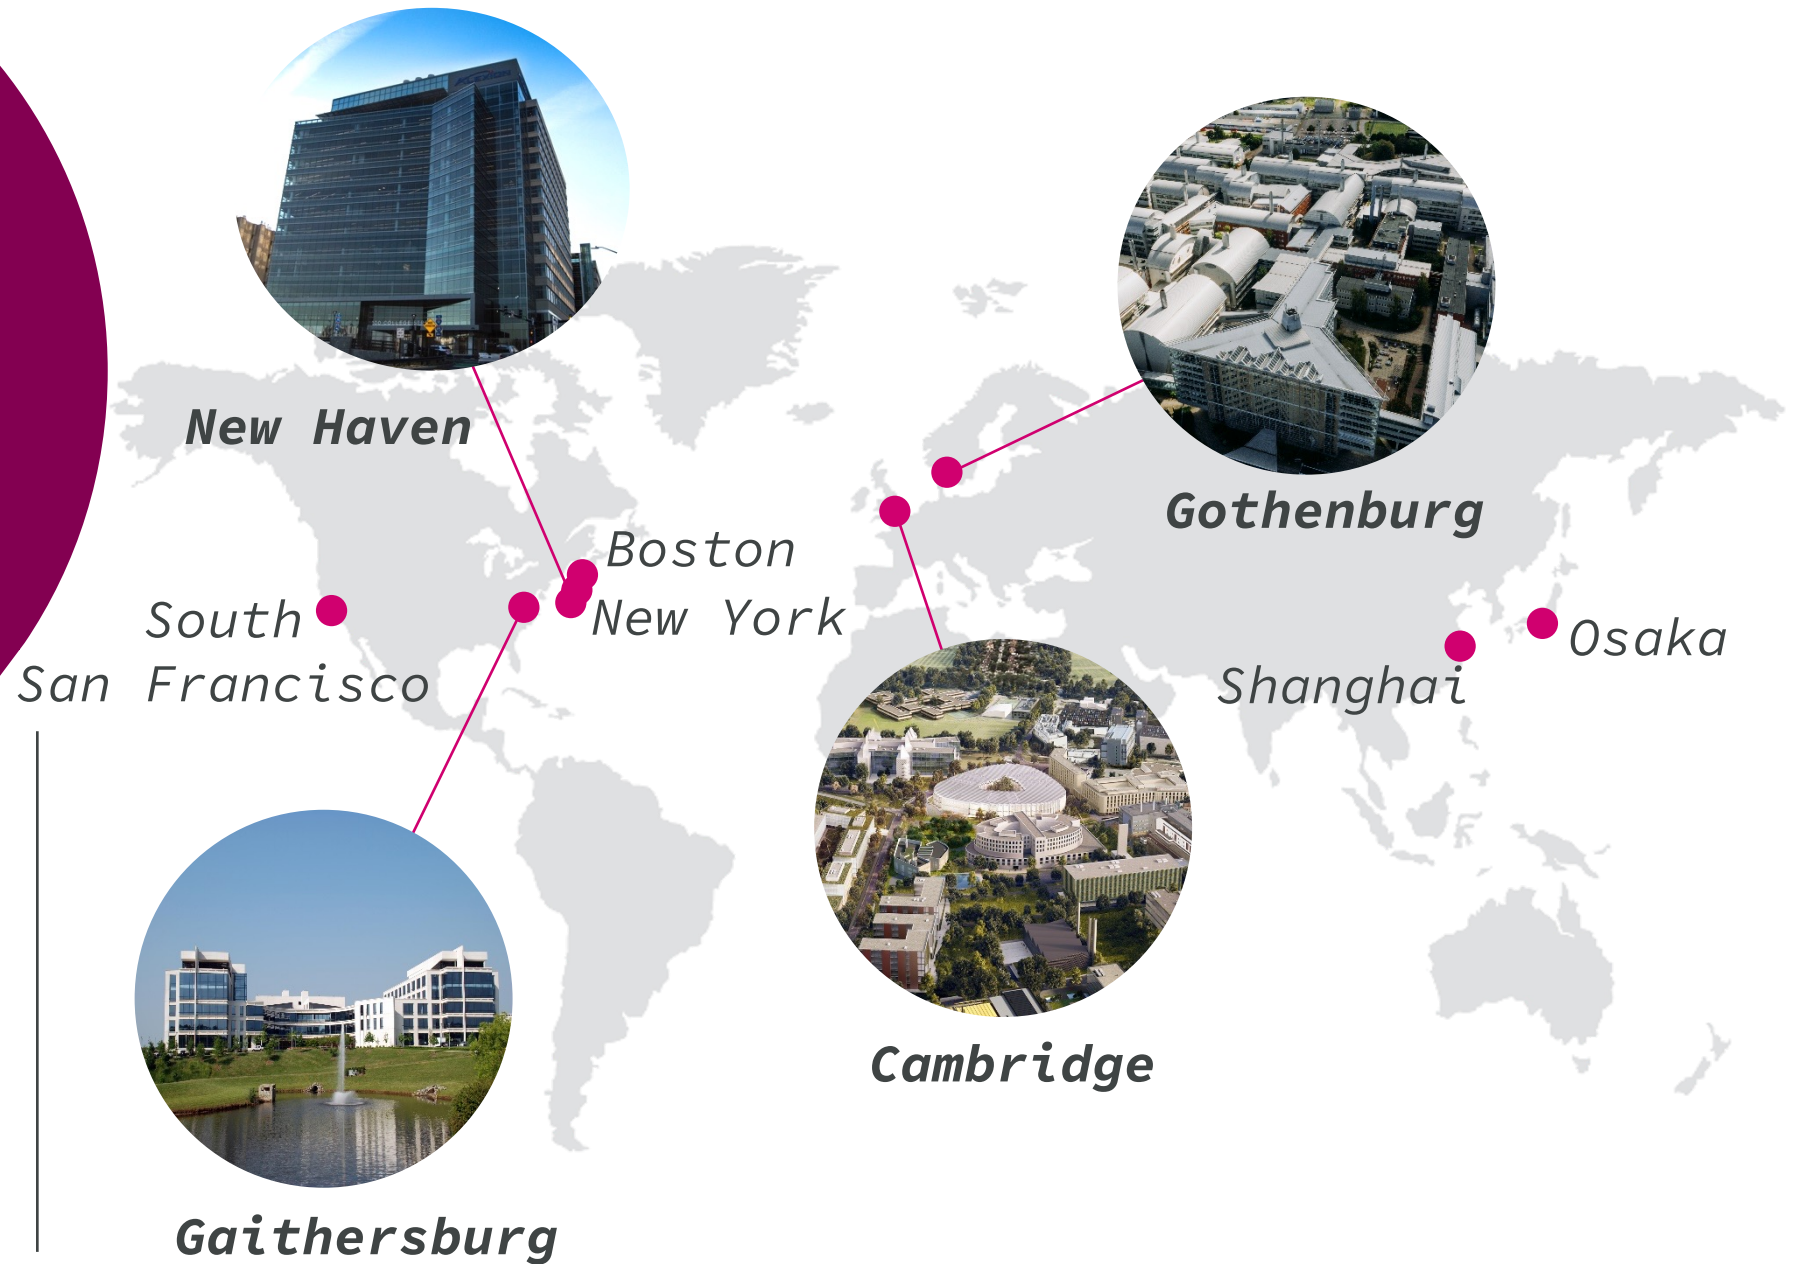 New Haven
Gothenburg
Boston
New York
South
San Francisco
Osaka
Shanghai
Cambridge
Gaithersburg